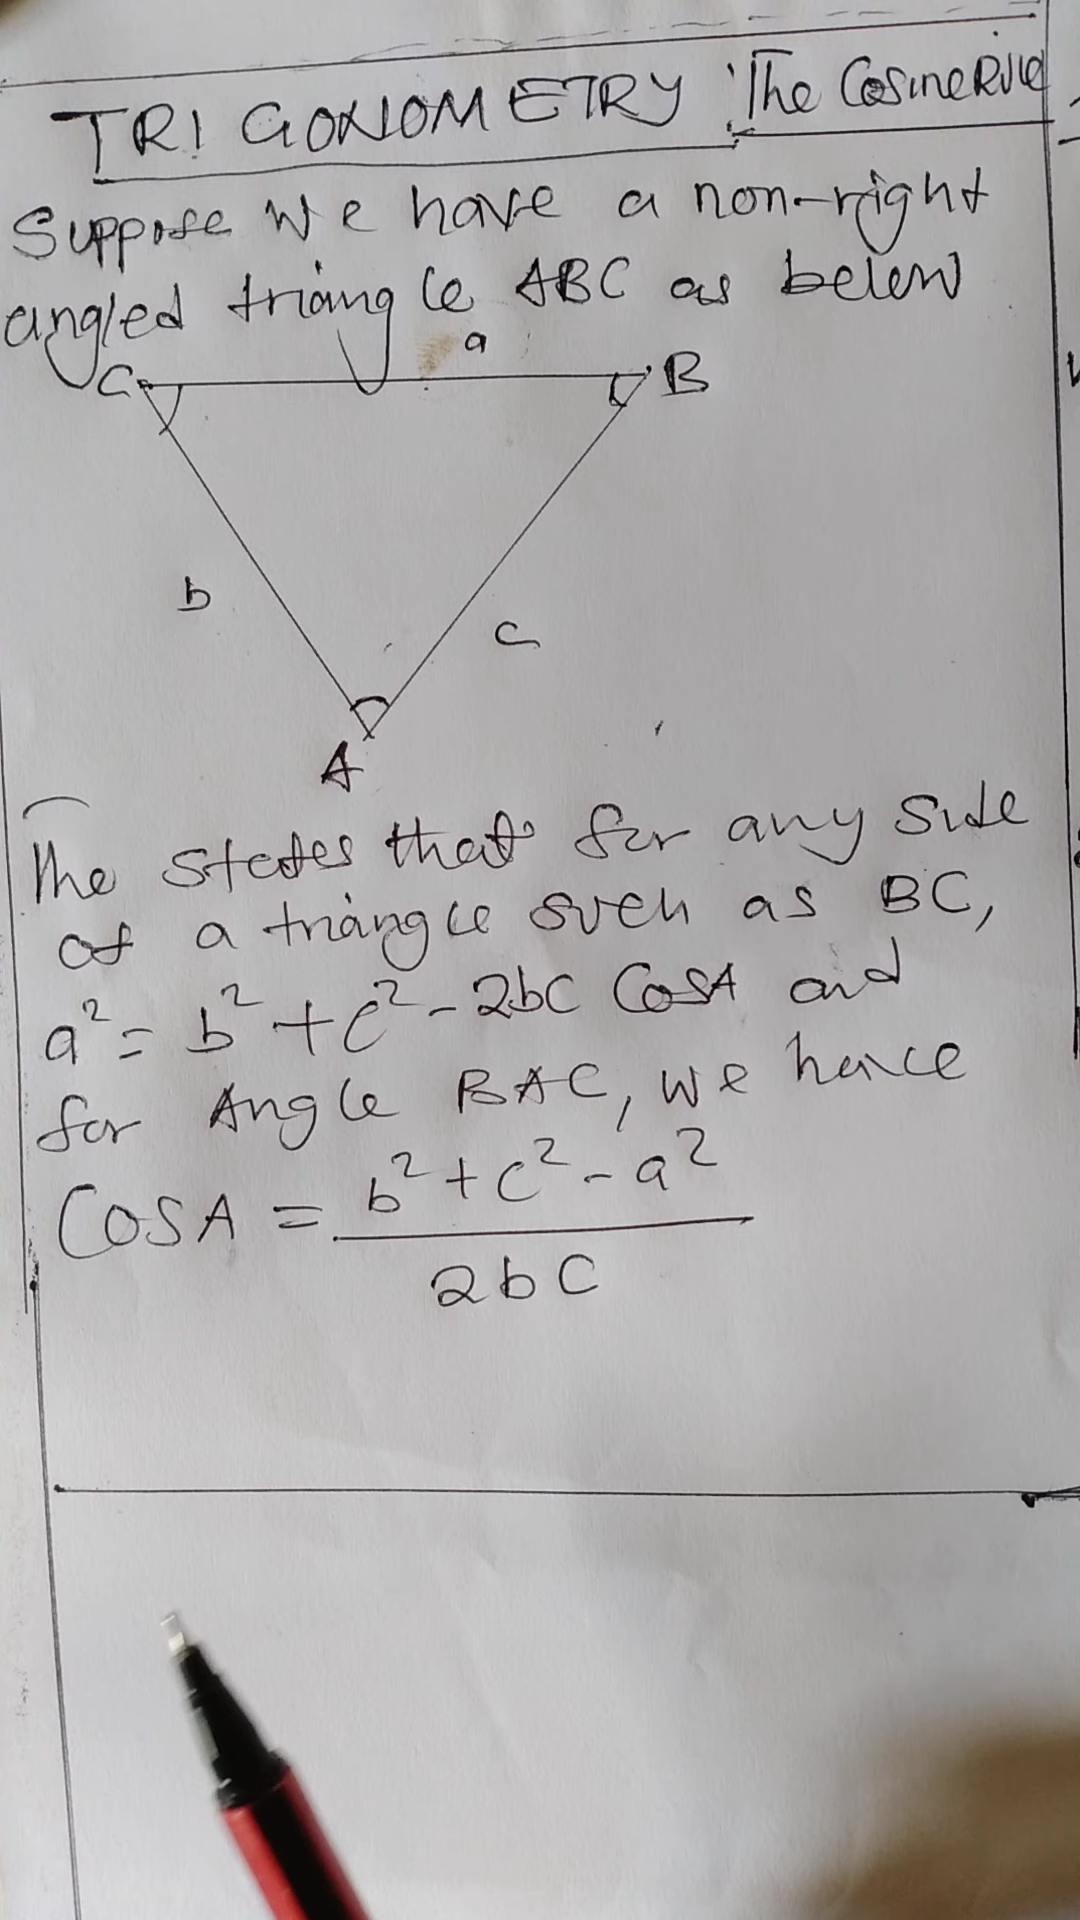 TRIGONOMETRY: The Cosine Rule
Suppose we have a non-right
angled triangle ABC as below
a
C
B
b
c
A
The states that for any side
of a triangle such as BC,
a² = b² + c² - 2bc CosA and
for Angle BAC, we have
CosA = b² + c² - a²
2bc